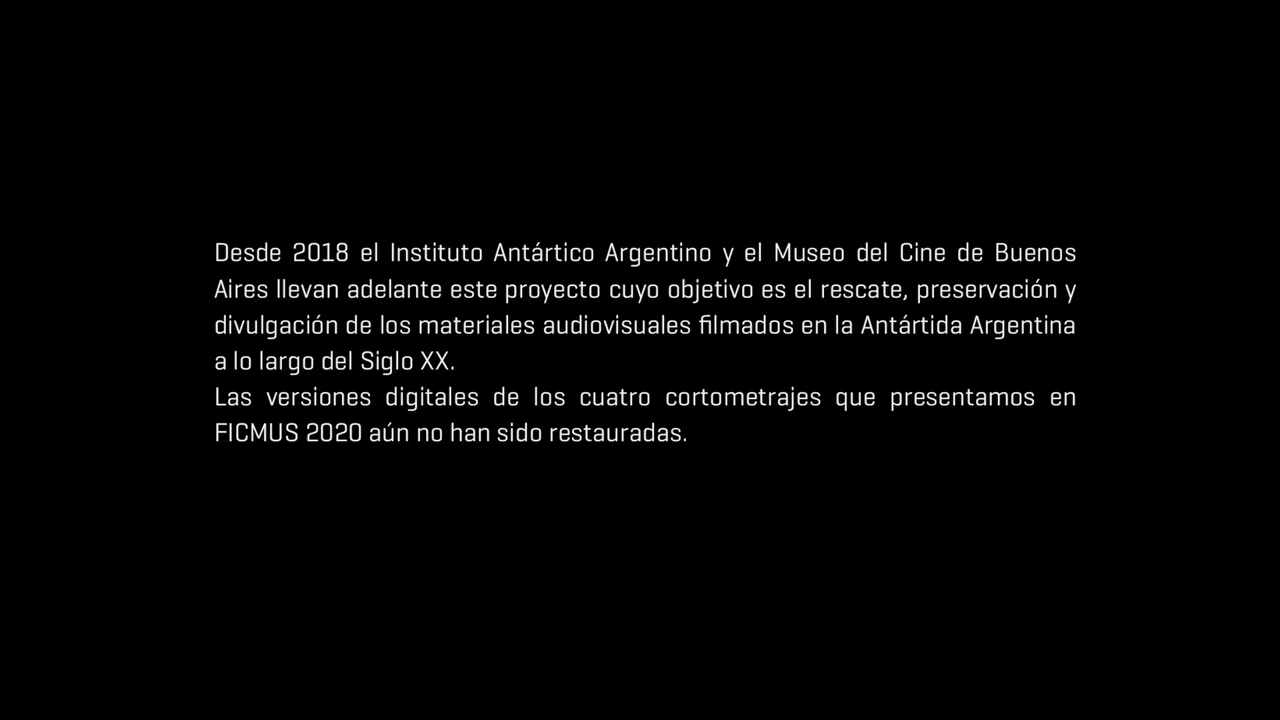 Desde 2018 el Instituto Antártico Argentino y el Museo del Cine de Buenos
Aires llevan adelante este proyecto cuyo objetivo es el rescate, preservación y
divulgación de los materiales audiovisuales filmados en la Antártida Argentina
a lo largo del Siglo XX.
Las versiones digitales de los cuatro cortometrajes que presentamos en
FICMUS 2020 aún no han sido restauradas.